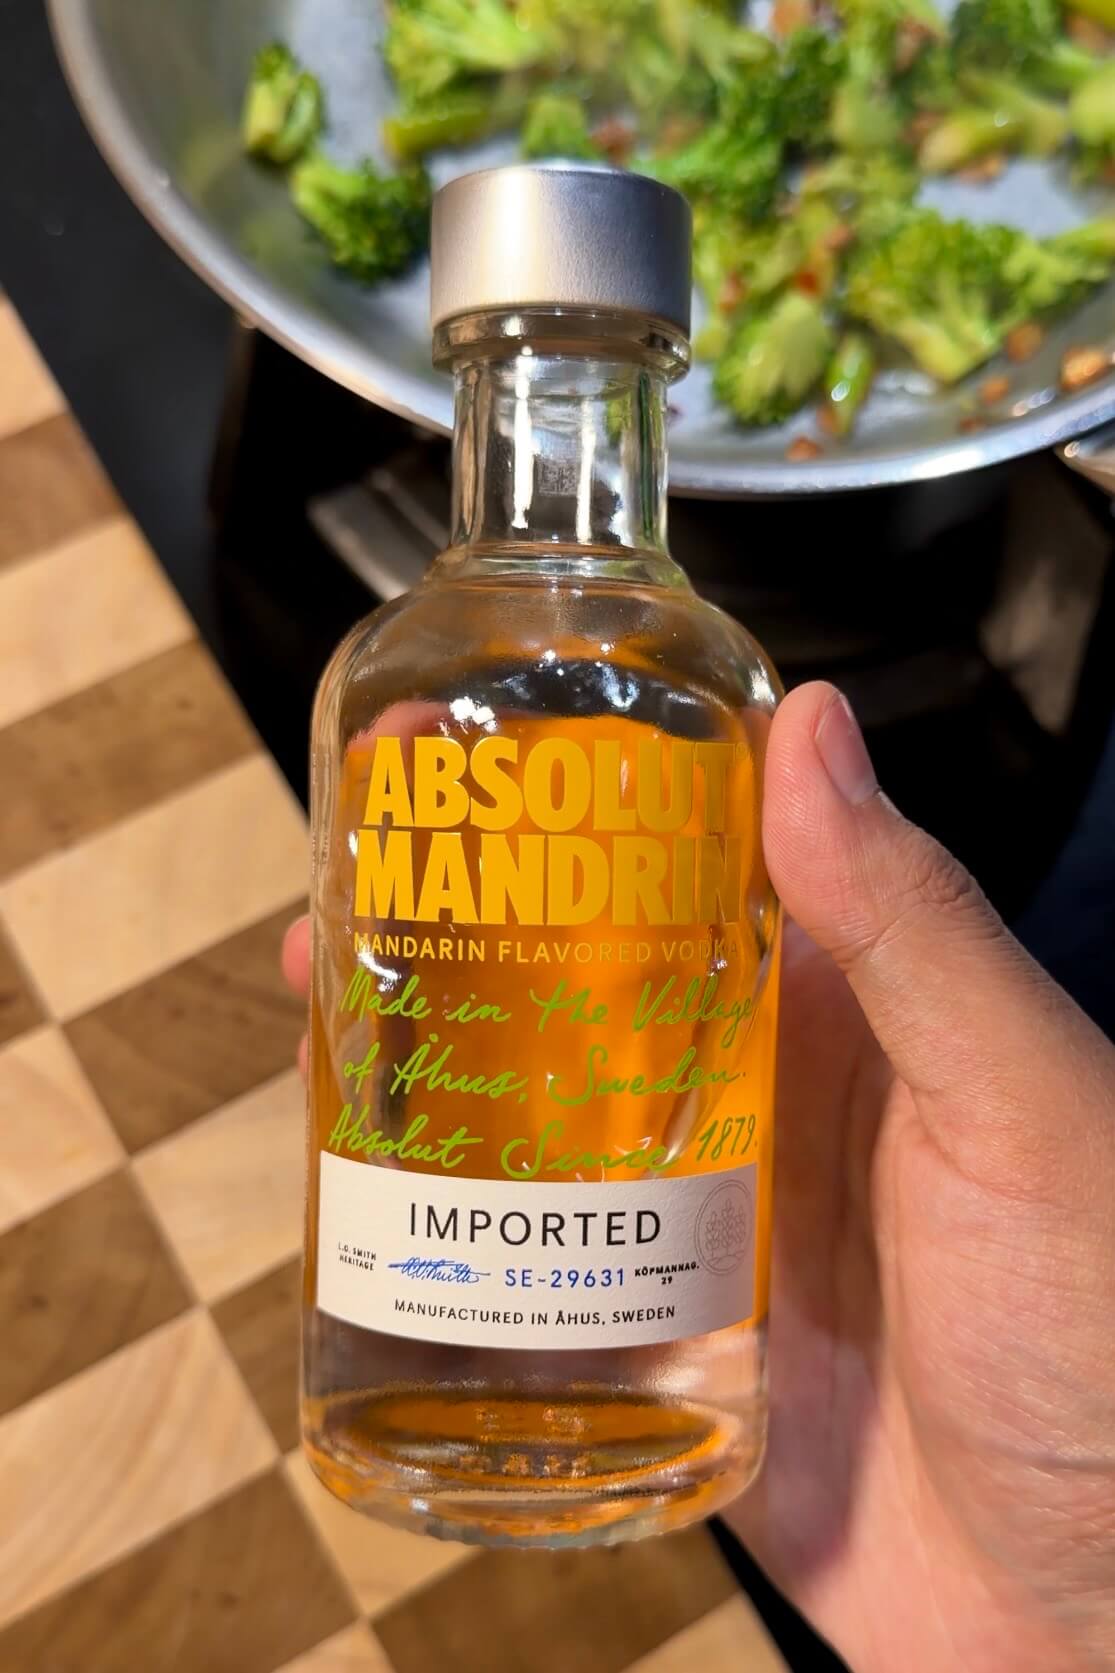 ABSOLUT
MANDRIN
MANDARIN FLAVORED VODKA
Made in the Village
of Åhus, Sweden.
Absolut Since 1879.
IMPORTED
L.O. SMITH
HERITAGE
SE-29631
KÖPMANNAG.
29
MANUFACTURED IN ÅHUS, SWEDEN